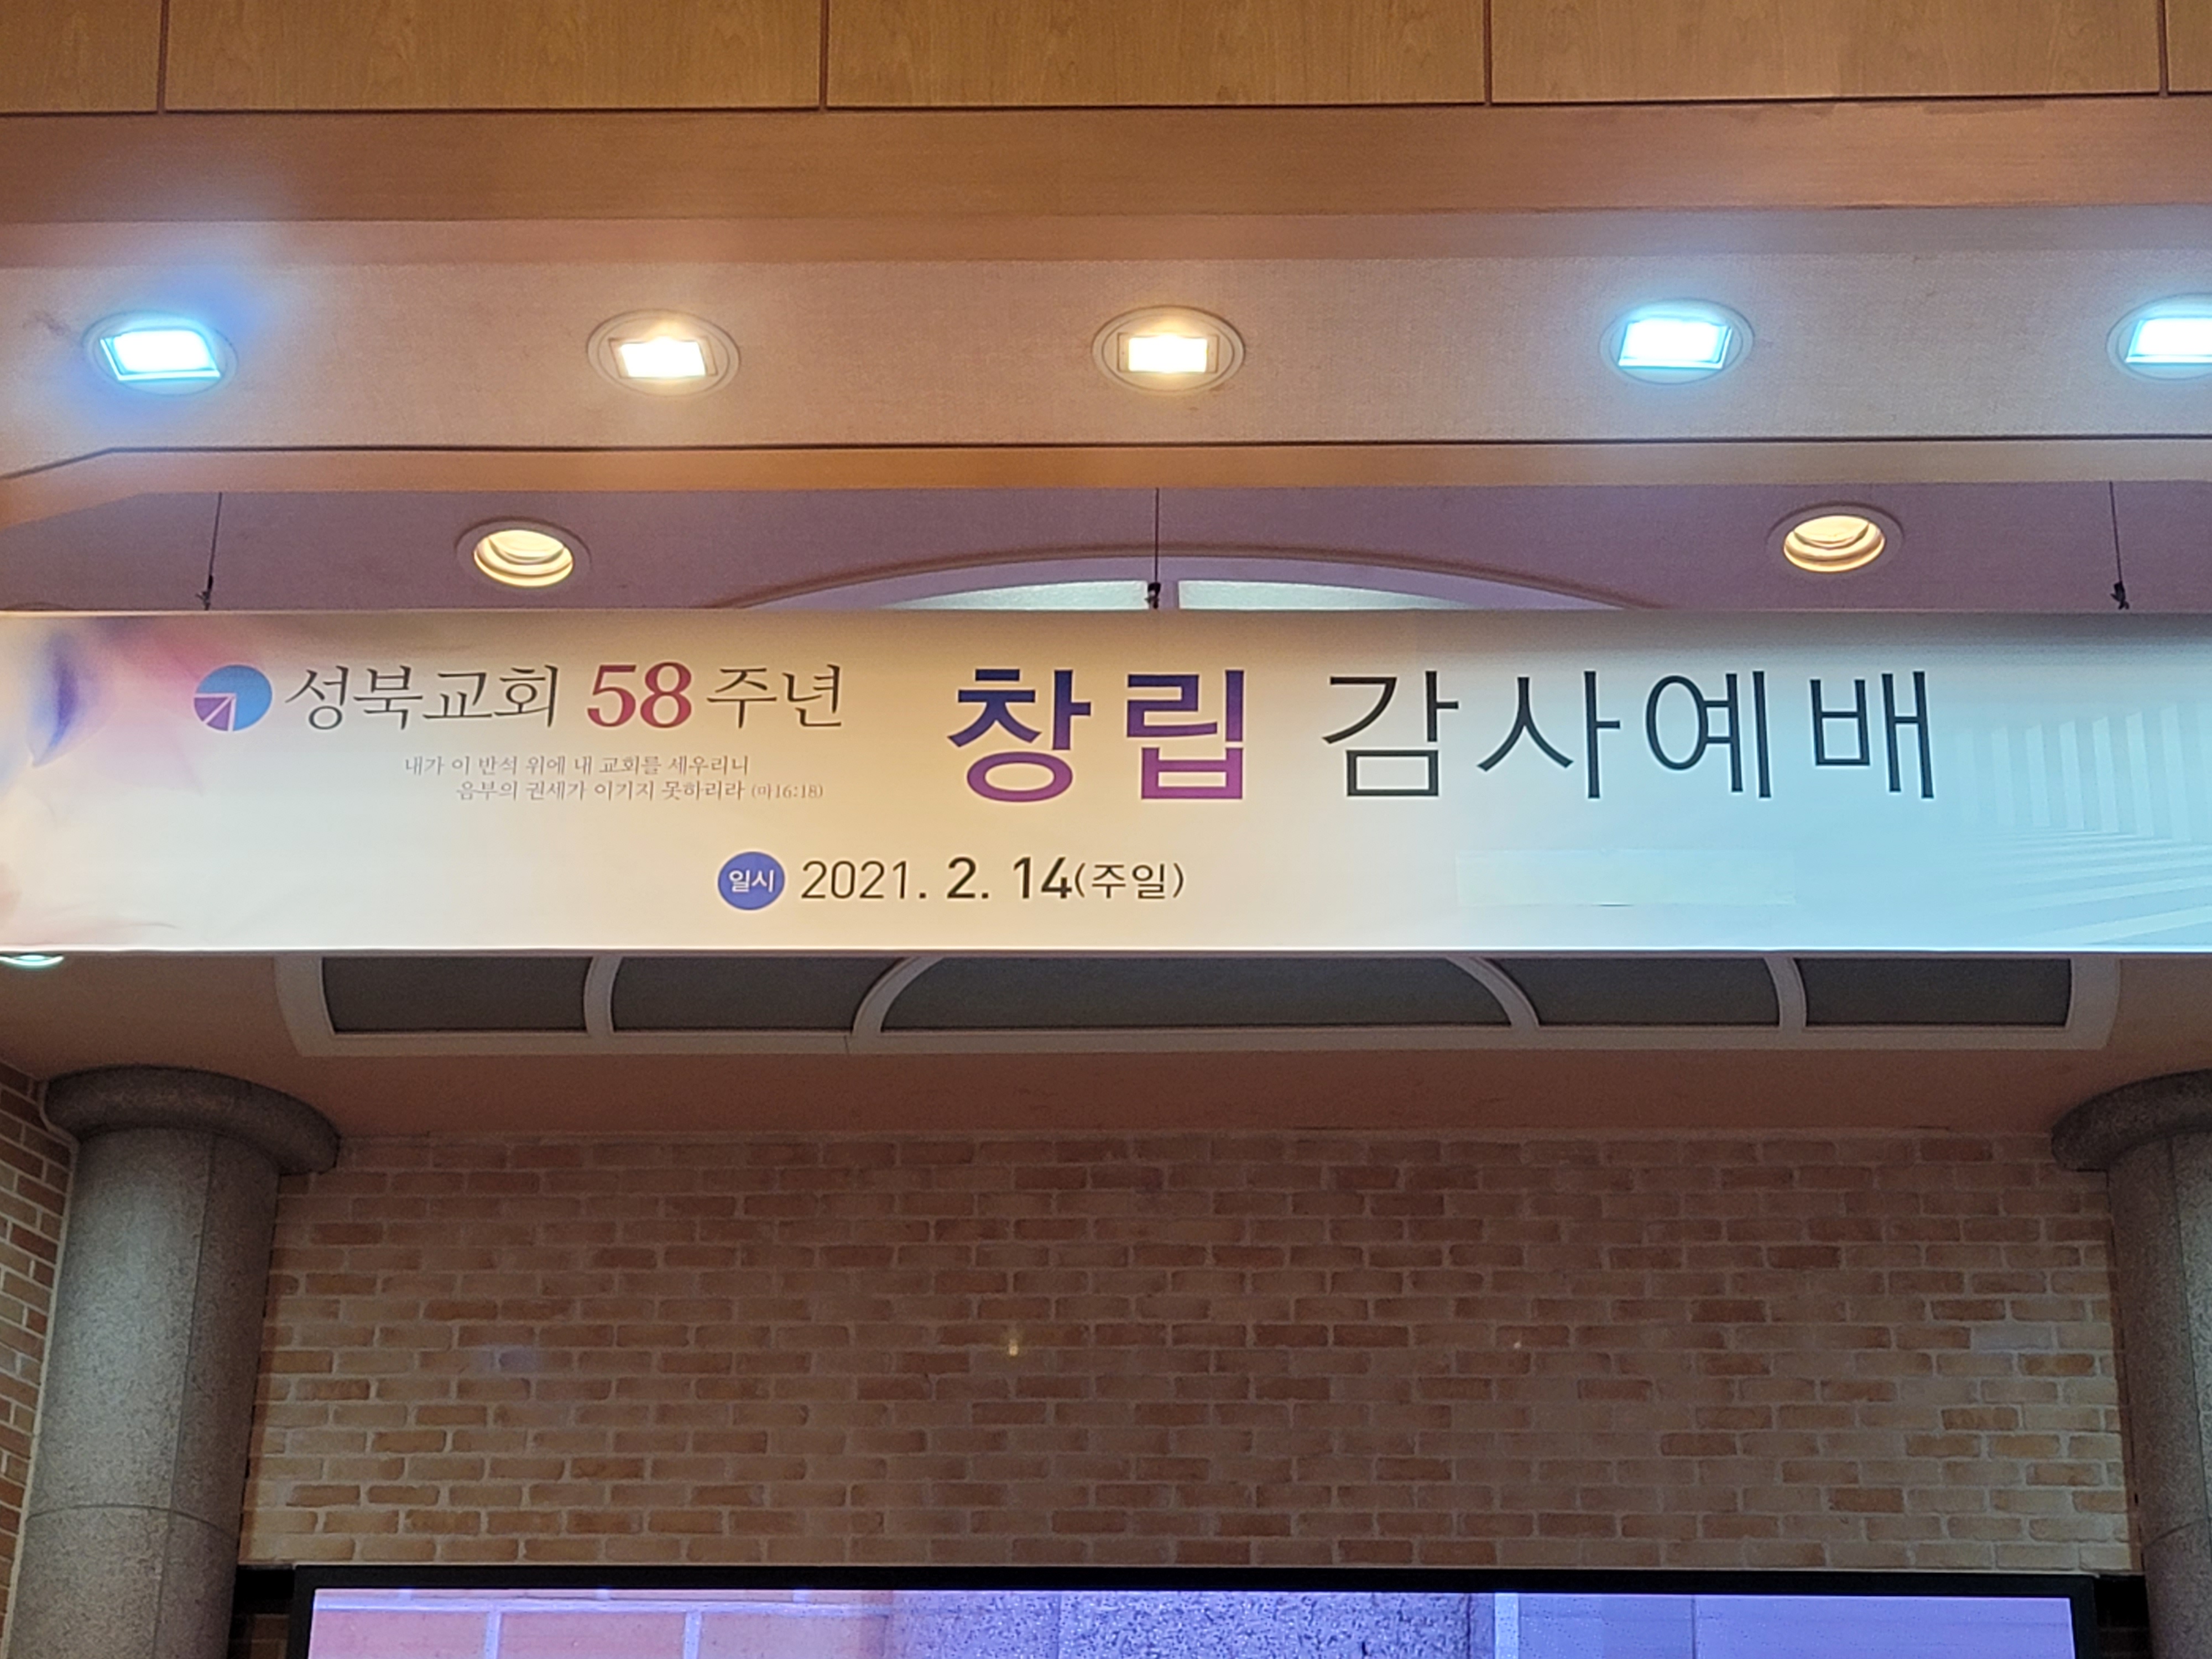 성북교회 58주년 창립 감사예배
내가 이 반석 위에 내 교회를 세우리니
음부의 권세가 이기지 못하리라 (마16:18)
일시 2021. 2. 14(주일)